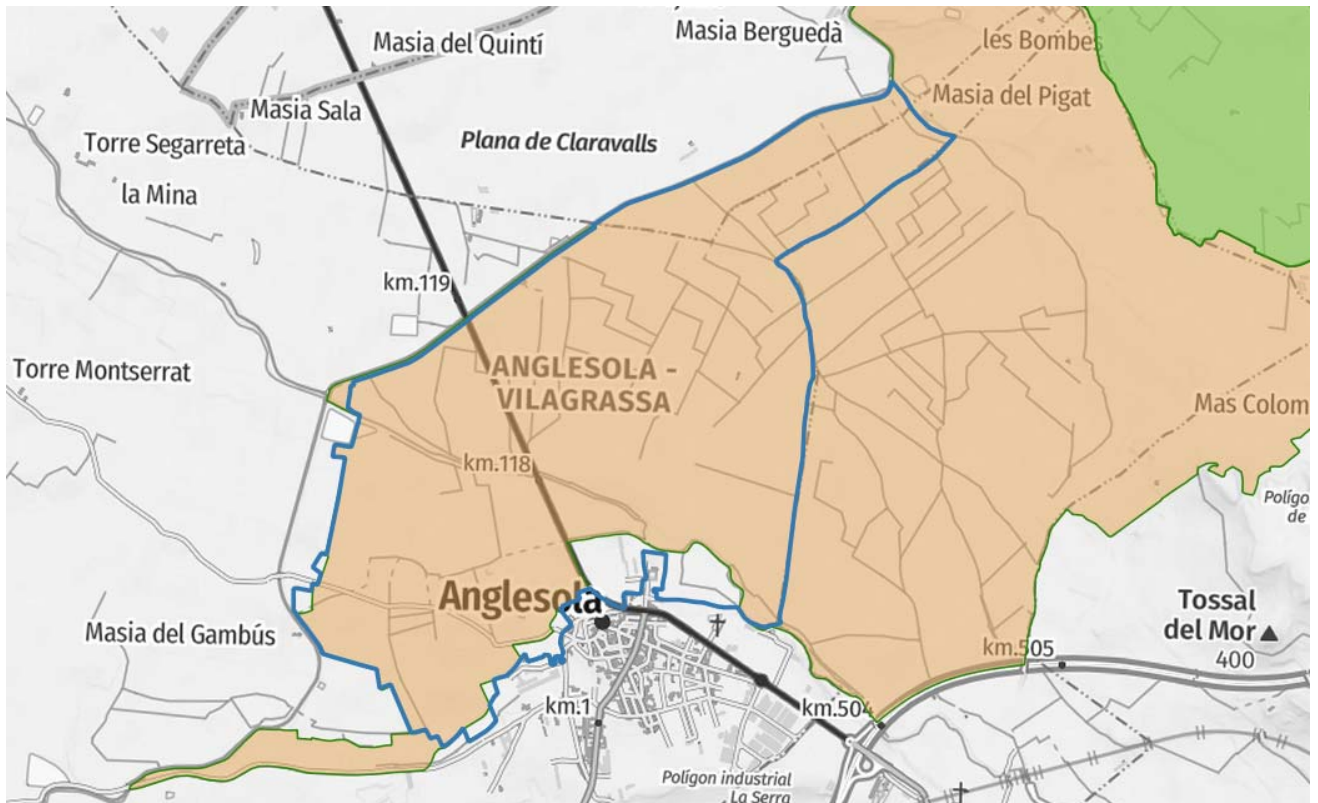 Masia Berguedà
les Bombes
Masia del Quintí
Masia del Pigat
Masia Sala
Plana de Claravalls
Torre Segarreta
la Mina
km.119
ANGLESOLA -
VILAGRASSA
Torre Montserrat
Mas Colom
km.118
Polígo
de
Anglesola
Tossal
del Mor
400
Masia del Gambús
km.505
km.1
km.504
Polígon industrial
La Serra